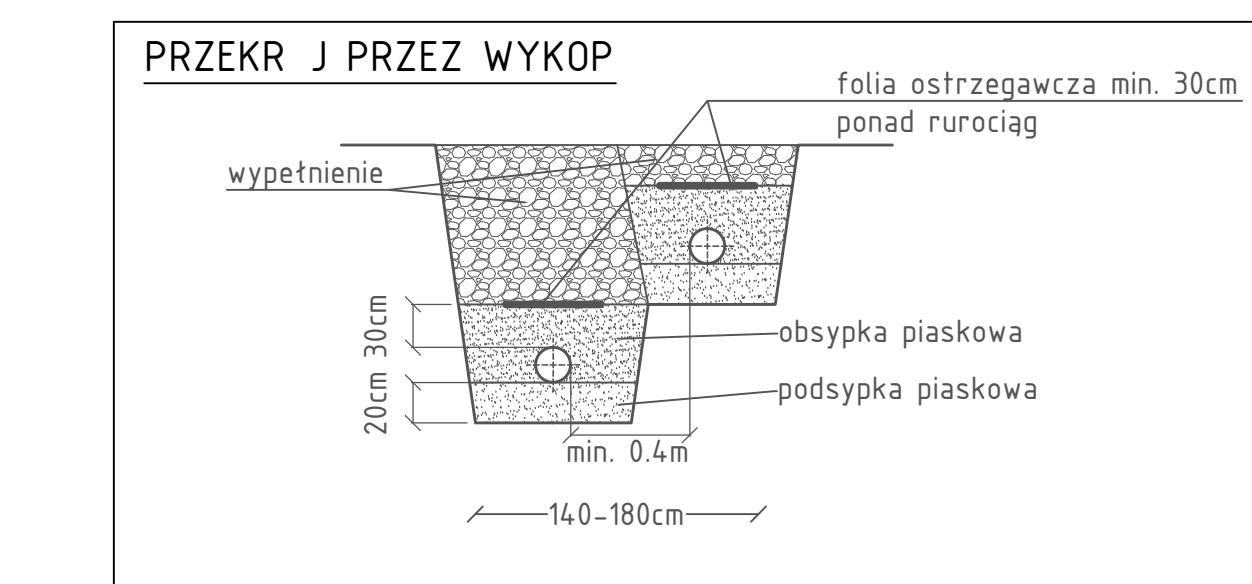 PRZEKR J PRZEZ WYKOP
folia ostrzegawcza min. 30cm
ponad rurociąg
wypełnienie
30cm
20cm
obsypka piaskowa
podsypka piaskowa
min. 0.4m
140-180cm